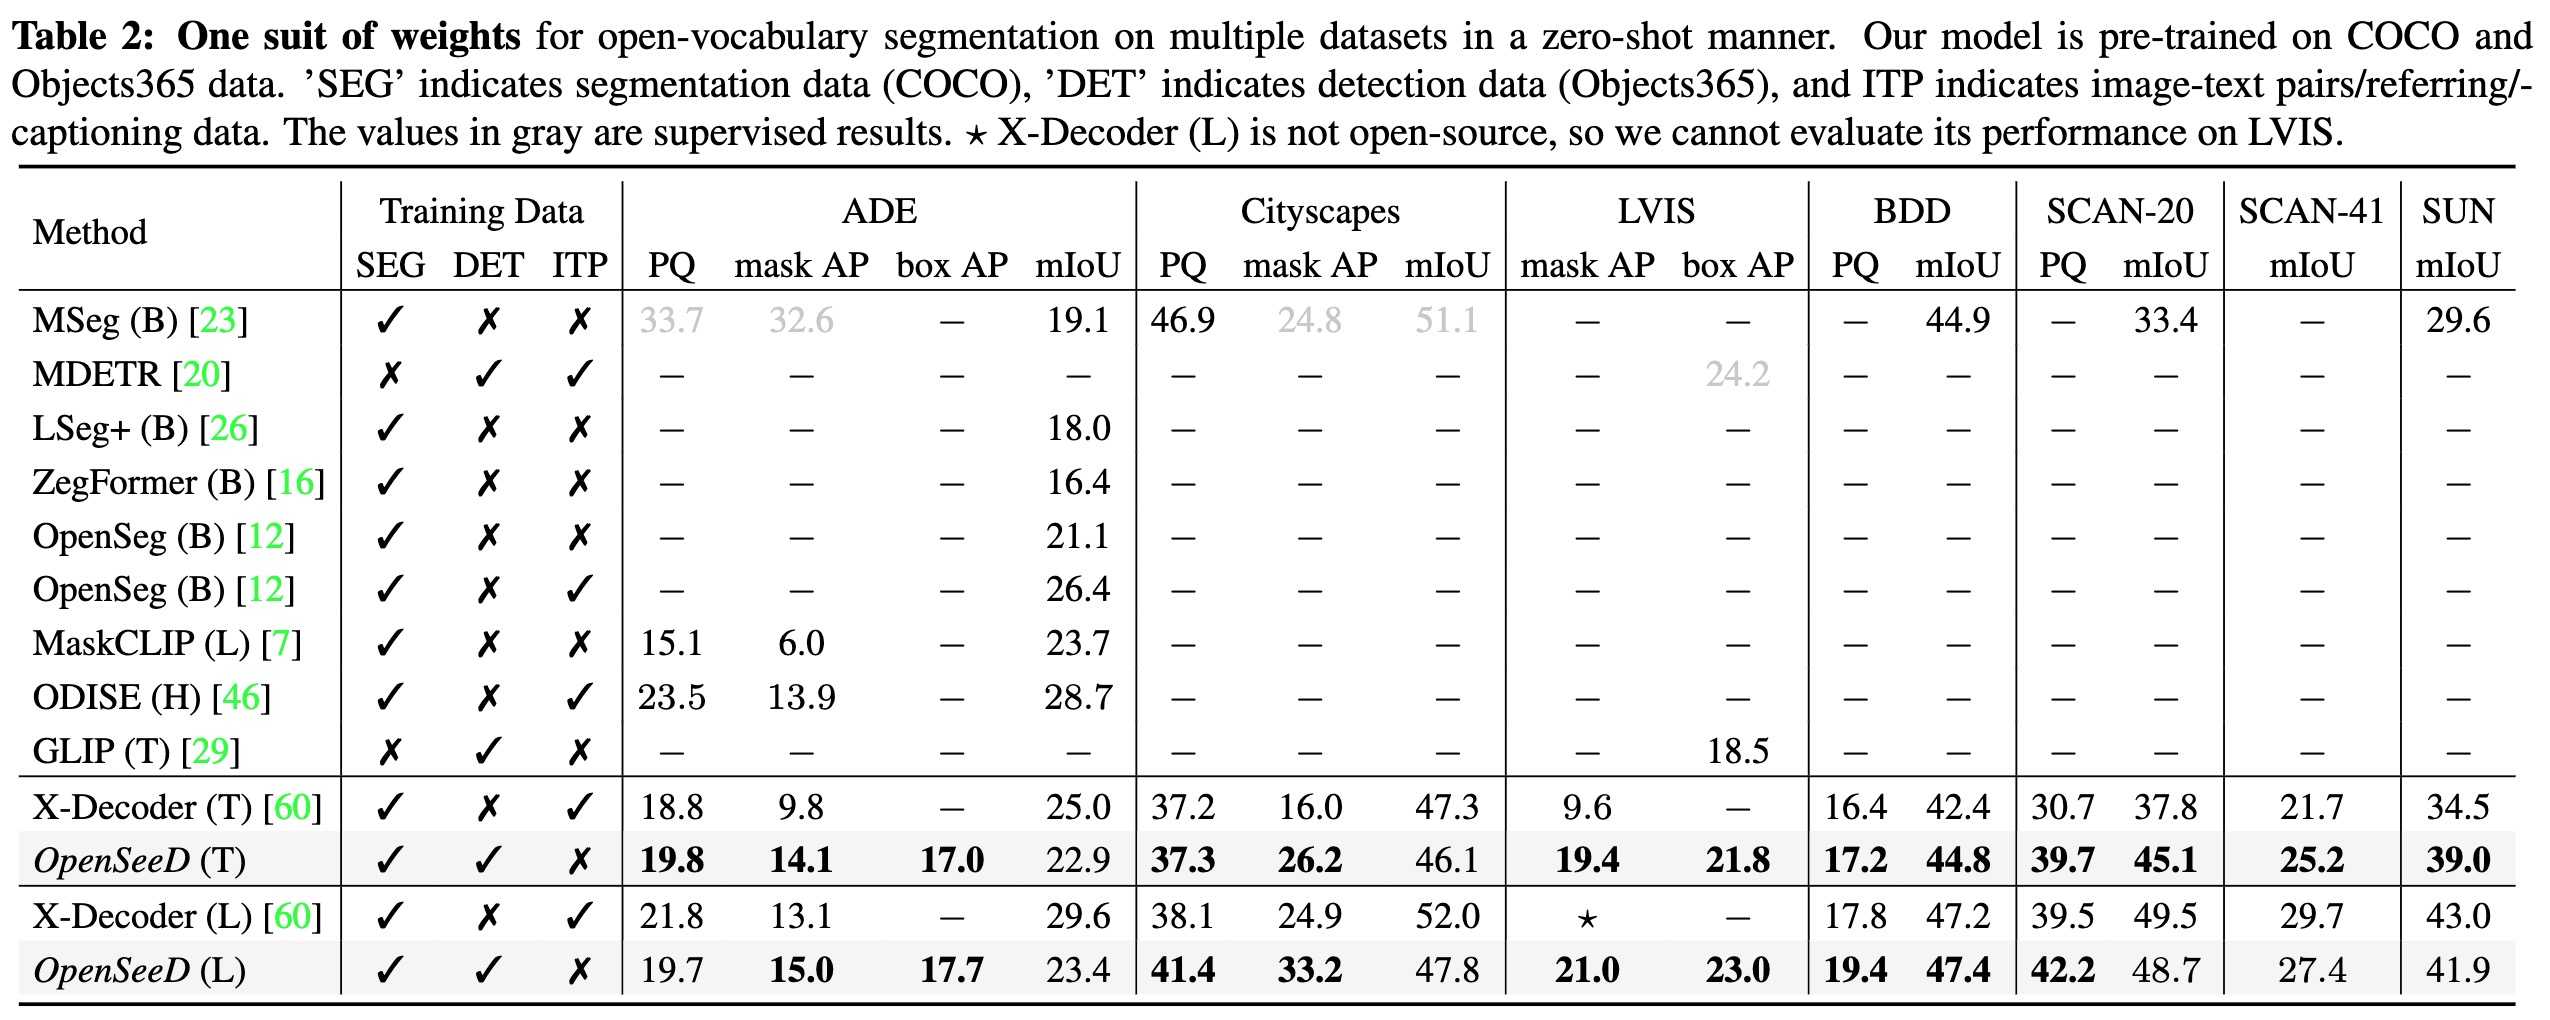 Table 2: One suit of weights for open-vocabulary segmentation on multiple datasets in a zero-shot manner. Our model is pre-trained on COCO and
Objects365 data. ’SEG’ indicates segmentation data (COCO), ’DET’ indicates detection data (Objects365), and ITP indicates image-text pairs/referring/-
captioning data. The values in gray are supervised results. ⋆ X-Decoder (L) is not open-source, so we cannot evaluate its performance on LVIS.
Method Training Data ADE Cityscapes LVIS BDD SCAN-20 SCAN-41 SUN
SEG DET ITP PQ mask AP box AP mIoU PQ mask AP mIoU mask AP box AP PQ mIoU PQ mIoU mIoU mIoU
MSeg (B) [23] ✓ ✗ ✗ 33.7 32.6 – 19.1 46.9 24.8 51.1 – – – 44.9 – 33.4 – 29.6
MDETR [20] ✗ ✓ ✓ – – – – – – – – 24.2 – – – – – –
LSeg+ (B) [26] ✓ ✗ ✗ – – – 18.0 – – – – – – – – – – –
ZegFormer (B) [16] ✓ ✗ ✗ – – – 16.4 – – – – – – – – – – –
OpenSeg (B) [12] ✓ ✗ ✗ – – – 21.1 – – – – – – – – – – –
OpenSeg (B) [12] ✓ ✗ ✓ – – – 26.4 – – – – – – – – – – –
MaskCLIP (L) [7] ✓ ✗ ✗ 15.1 6.0 – 23.7 – – – – – – – – – – –
ODISE (H) [46] ✓ ✗ ✓ 23.5 13.9 – 28.7 – – – – – – – – – – –
GLIP (T) [29] ✗ ✓ ✗ – – – – – – – – 18.5 – – – – – –
X-Decoder (T) [60] ✓ ✗ ✓ 18.8 9.8 – 25.0 37.2 16.0 47.3 9.6 – 16.4 42.4 30.7 37.8 21.7 34.5
OpenSeeD (T) ✓ ✓ ✗ 19.8 14.1 17.0 22.9 37.3 26.2 46.1 19.4 21.8 17.2 44.8 39.7 45.1 25.2 39.0
X-Decoder (L) [60] ✓ ✗ ✓ 21.8 13.1 – 29.6 38.1 24.9 52.0 ⋆ – 17.8 47.2 39.5 49.5 29.7 43.0
OpenSeeD (L) ✓ ✓ ✗ 19.7 15.0 17.7 23.4 41.4 33.2 47.8 21.0 23.0 19.4 47.4 42.2 48.7 27.4 41.9